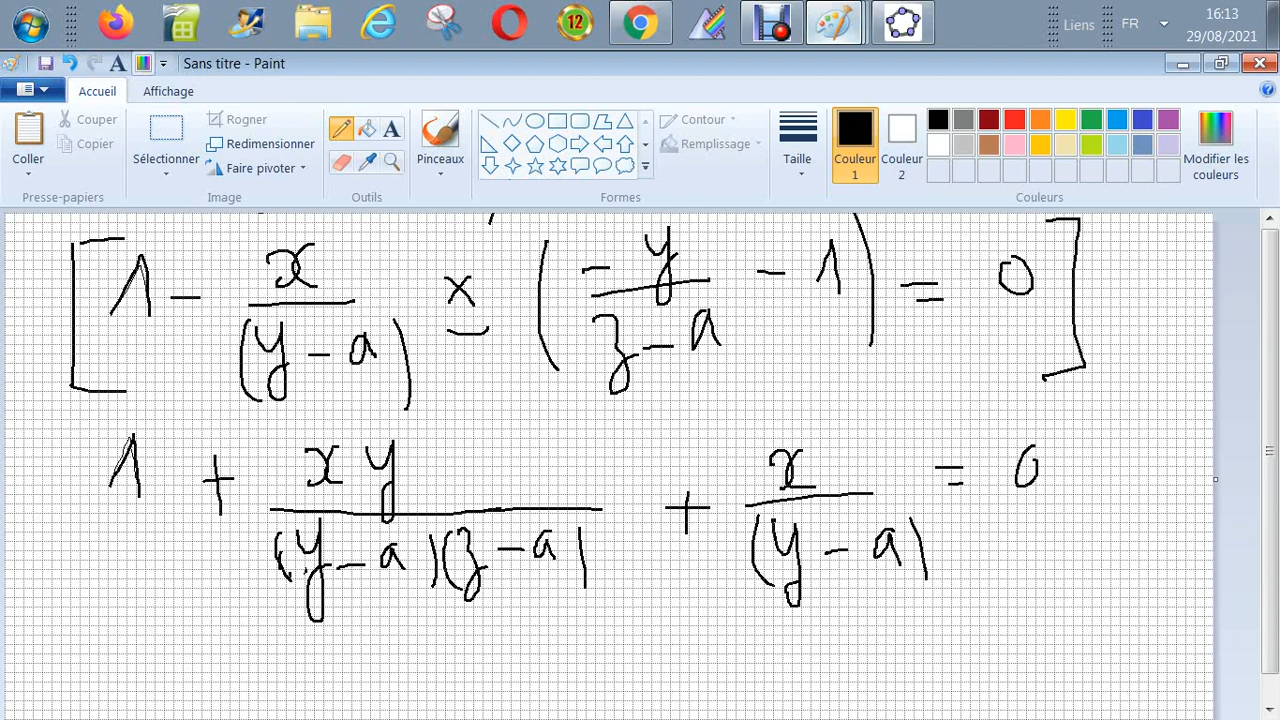 12
Liens
FR
16:13
29/08/2021
Sans titre - Paint
Accueil
Affichage
Coller
Couper
Copier
Presse-papiers
Sélectionner
Rogner
Redimensionner
Faire pivoter
Image
A
Outils
Pinceaux
Contour
Remplissage
Formes
Taille
Couleur 1
Couleur 2
Modifier les couleurs
Couleurs
[1 - x/(y - a) × (-y/(z - a) - 1) = 0]
1 + xy/((y - a)(z - a)) + x/(y - a) = 0